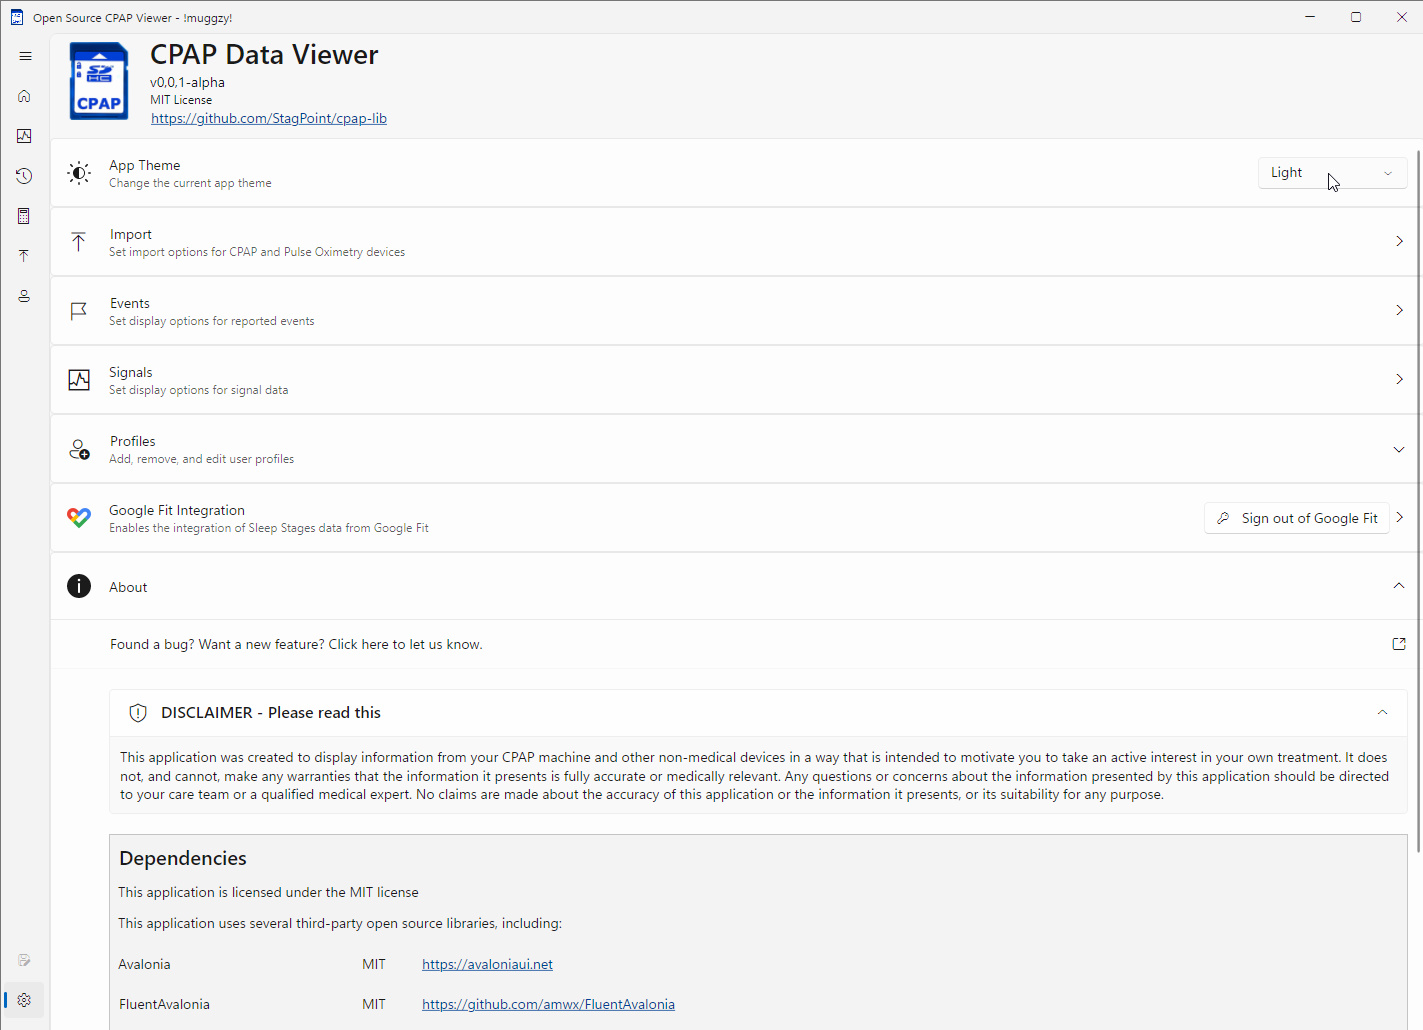 Open Source CPAP Viewer - !muggzy!
CPAP Data Viewer
v0,0,1-alpha
MIT License
https://github.com/StagPoint/cpap-lib
CPAP
App Theme
Change the current app theme
Light
Import
Set import options for CPAP and Pulse Oximetry devices
Events
Set display options for reported events
Signals
Set display options for signal data
Profiles
Add, remove, and edit user profiles
Google Fit Integration
Enables the integration of Sleep Stages data from Google Fit
Sign out of Google Fit
About
Found a bug? Want a new feature? Click here to let us know.
DISCLAIMER - Please read this
This application was created to display information from your CPAP machine and other non-medical devices in a way that is intended to motivate you to take an active interest in your own treatment. It does
not, and cannot, make any warranties that the information it presents is fully accurate or medically relevant. Any questions or concerns about the information presented by this application should be directed
to your care team or a qualified medical expert. No claims are made about the accuracy of this application or the information it presents, or its suitability for any purpose.
Dependencies
This application is licensed under the MIT license
This application uses several third-party open source libraries, including:
Avalonia MIT https://avaloniaui.net
FluentAvalonia MIT https://github.com/amwx/FluentAvalonia